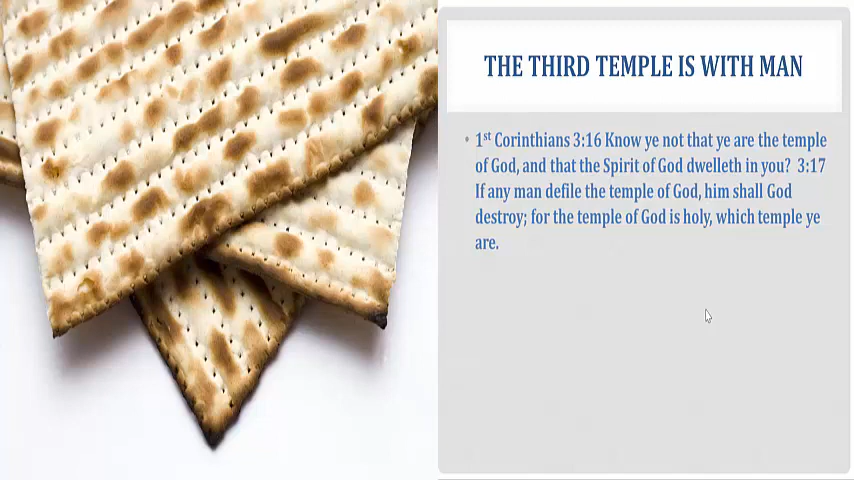 THE THIRD TEMPLE IS WITH MAN
• 1st Corinthians 3:16 Know ye not that ye are the temple
of God, and that the Spirit of God dwelleth in you?  3:17
If any man defile the temple of God, him shall God
destroy; for the temple of God is holy, which temple ye
are.